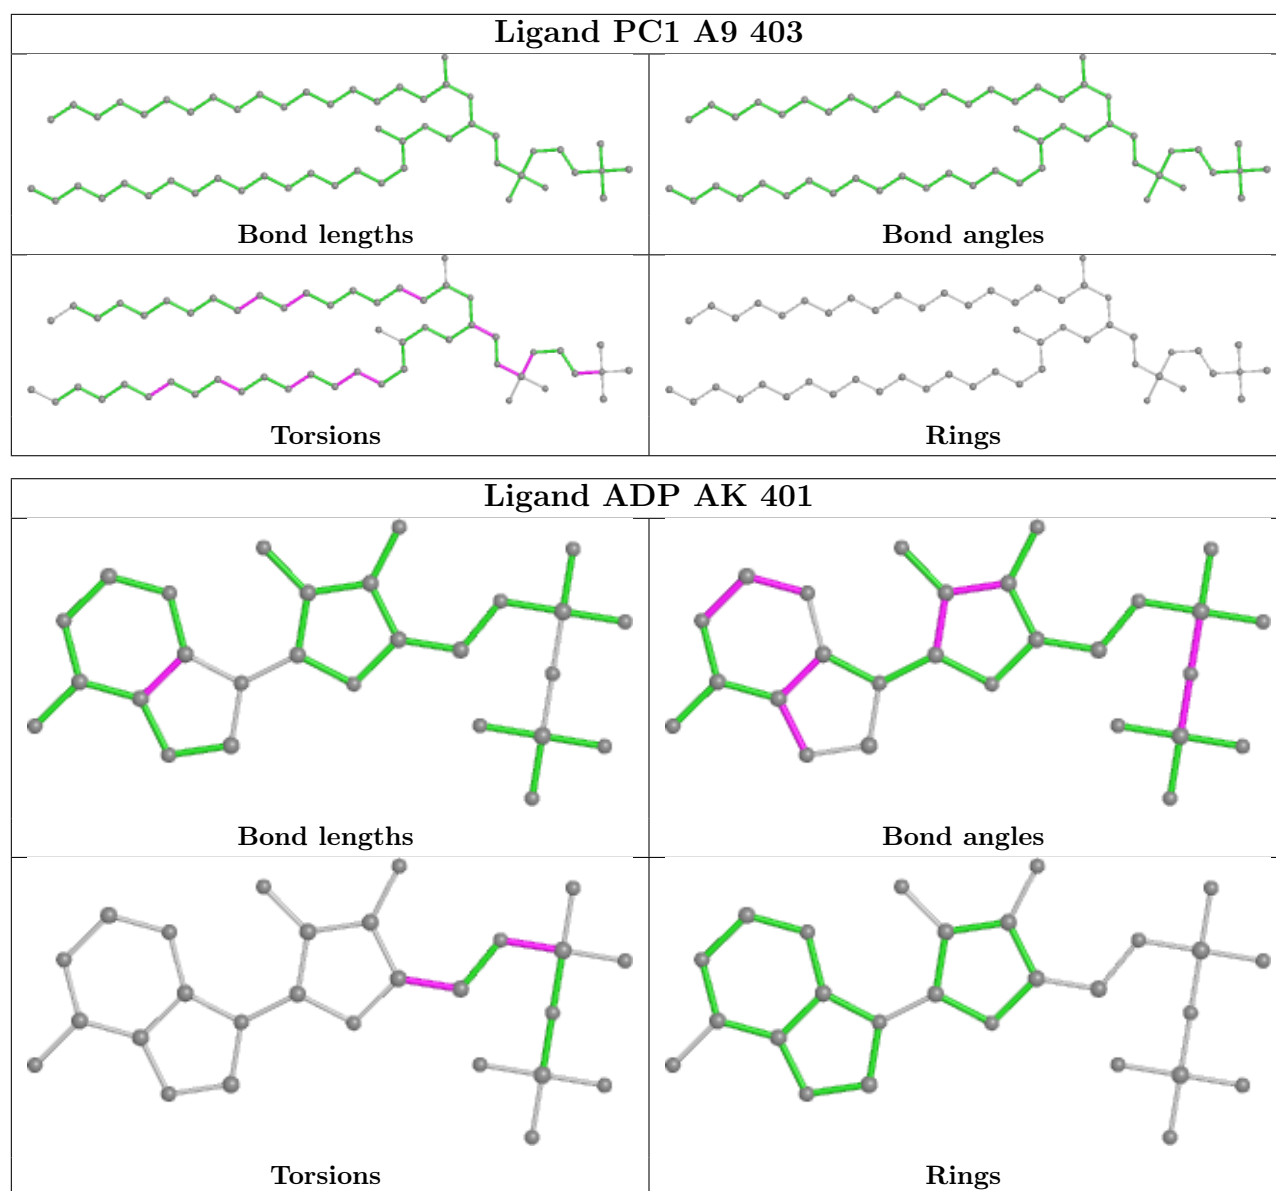 Ligand PC1 A9 403
Bond lengths
Bond angles
Torsions
Rings
Ligand ADP AK 401
Bond lengths
Bond angles
Torsions
Rings